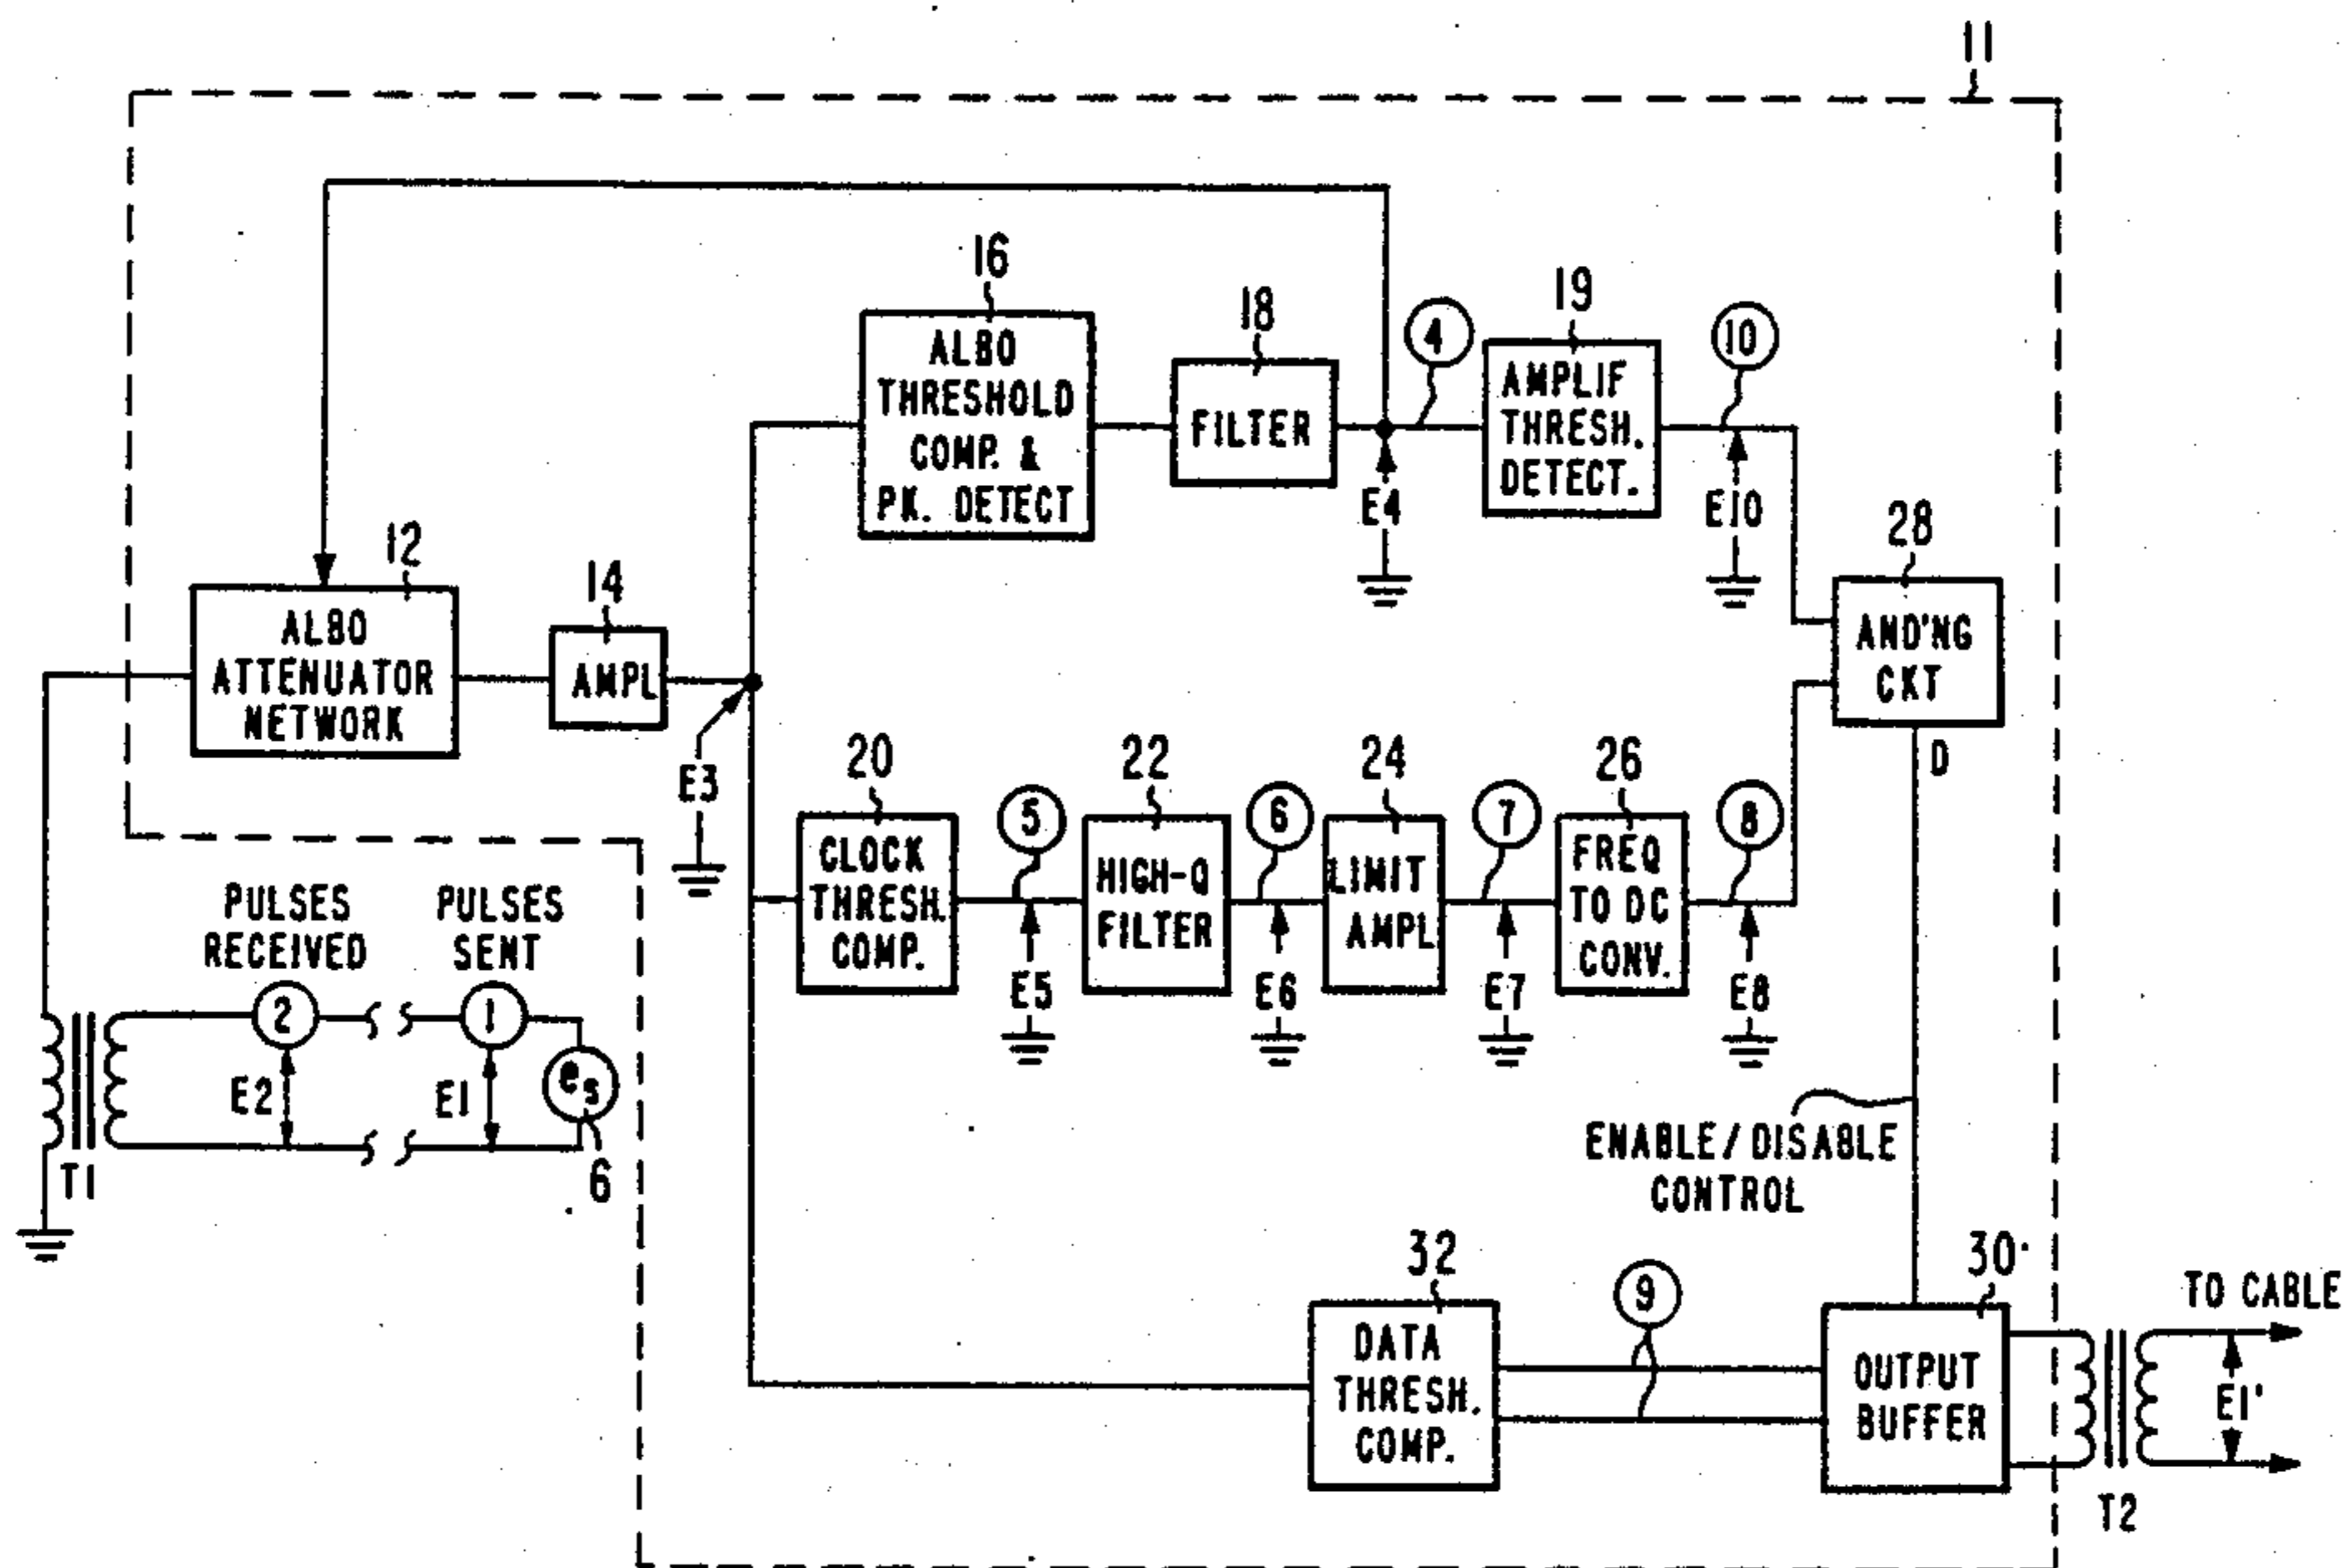 11
16
ALBO
THRESHOLD
COMP. &
PK. DETECT
18
FILTER
4
19
AMPLIF
THRESH.
DETECT.
10
E4
E10
12
ALBO
ATTENUATOR
NETWORK
14
AMPL
28
AND'NG
CKT
D
E3
20
CLOCK
THRESH.
COMP.
5
22
HIGH-Q
FILTER
6
24
LIMIT
AMPL
7
26
FREQ
TO DC
CONV.
8
E5
E6
E7
E8
PULSES
RECEIVED
PULSES
SENT
2
1
E2
E1
es
6
T1
ENABLE/DISABLE
CONTROL
32
DATA
THRESH.
COMP.
9
30
OUTPUT
BUFFER
TO CABLE
E1'
T2